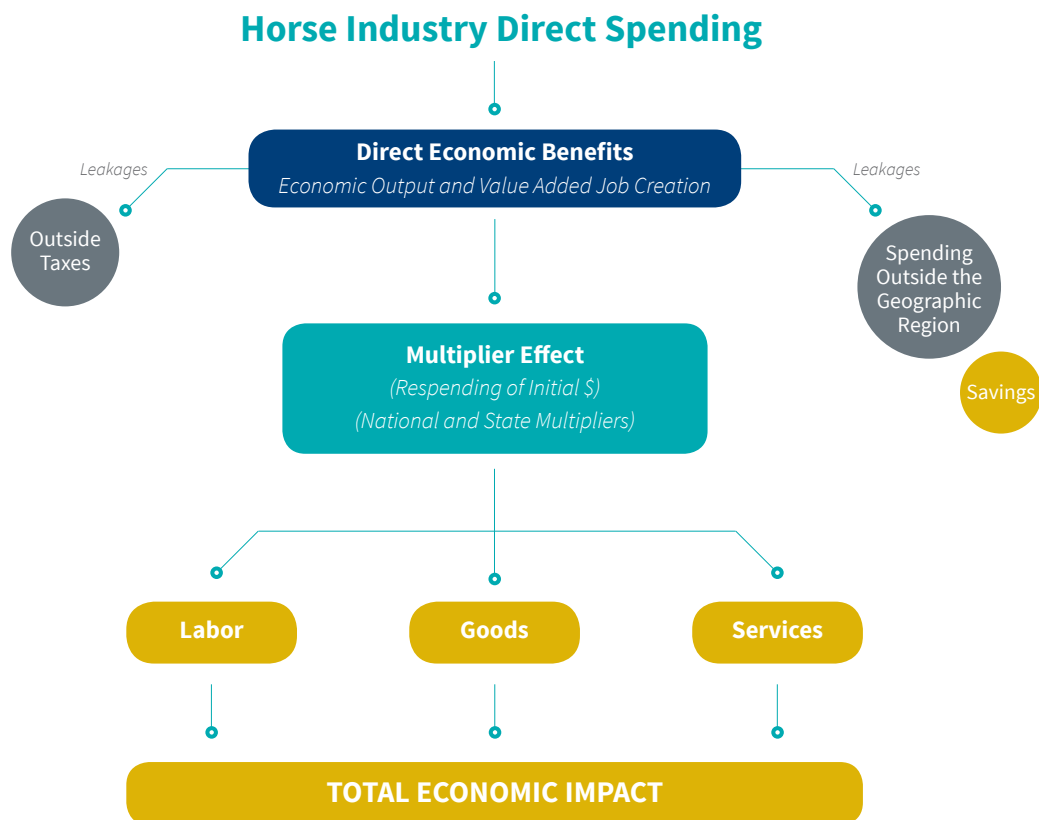 Horse Industry Direct Spending
Direct Economic Benefits
Economic Output and Value Added Job Creation
Leakages
Leakages
Outside
Taxes
Spending
Outside the
Geographic
Region
Savings
Multiplier Effect
(Respending of Initial $)
(National and State Multipliers)
Labor
Goods
Services
TOTAL ECONOMIC IMPACT